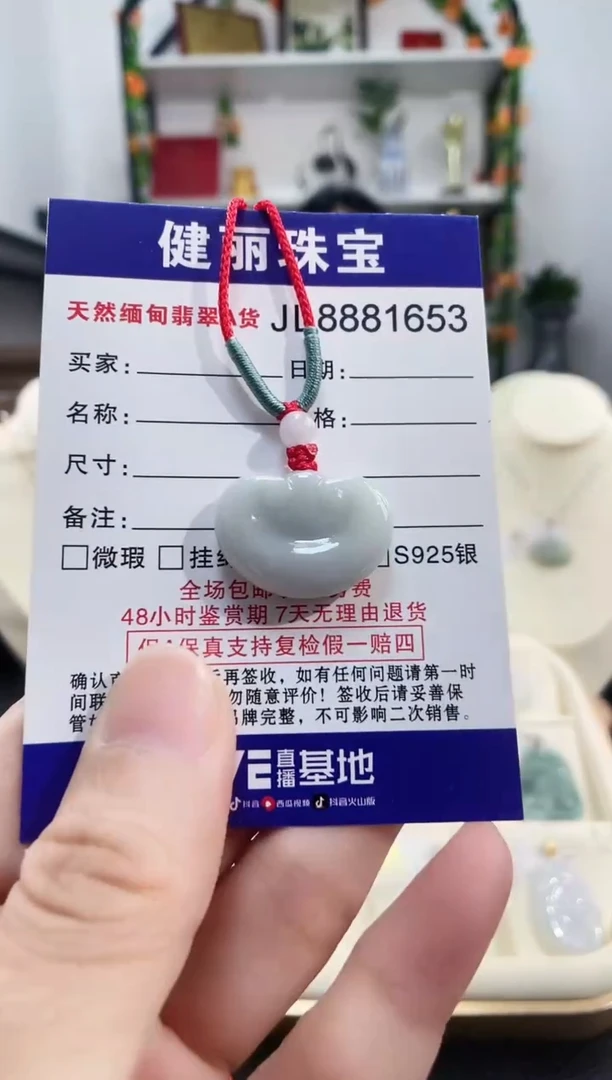 健丽珠宝
天然缅甸翡翠A货 JL8881653
买家: 日期:
名称: 格:
尺寸:
备注:
微瑕 挂 S925银
全场包邮 费
48小时鉴赏期 7天无理由退货
保真支持复检假一赔四
确认 再签收,如有任何问题请第一时
间联 勿随意评价!签收后请妥善保
管 吊牌完整,不可影响二次销售。
VE 直播 基地
抖音 西瓜视频 抖音火山版